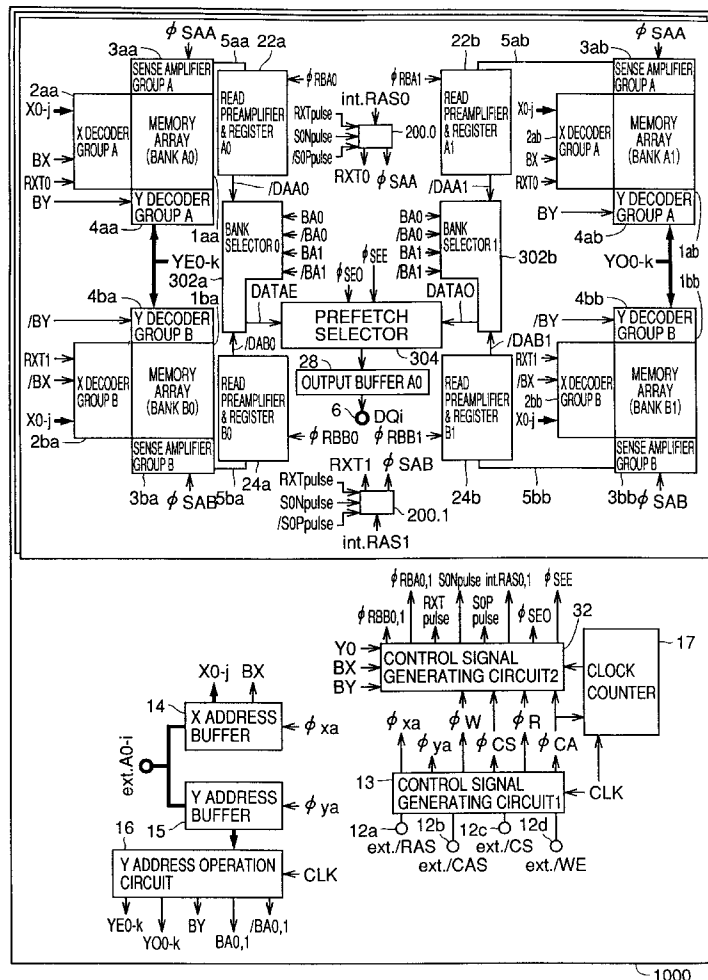 φ SAA
3aa
5aa
22a
22b
5ab
3ab
φ SAA
2aa
SENSE AMPLIFIER
GROUP A
φ RBA0
φ RBA1
SENSE AMPLIFIER
GROUP A
X0-j
BX
RXT0
X DECODER
GROUP A
MEMORY
ARRAY
(BANK A0)
READ
PREAMPLIFIER
& REGISTER A0
int.RAS0
RXTpulse
S0Npulse
/S0Ppulse
200.0
RXT0
φ SAA
READ
PREAMPLIFIER
& REGISTER A1
X0-j
2ab
BX
RXT0
X DECODER
GROUP A
MEMORY
ARRAY
(BANK A1)
BY
Y DECODER
GROUP A
/DAA0
/DAA1
BY
Y DECODER
GROUP A
4aa
1aa
BANK
SELECTOR 0
BA0
/BA0
BA1
/BA1
BA0
/BA0
BA1
/BA1
BANK
SELECTOR 1
4ab
1ab
YE0-k
302a
1ba
φ SEO
φ SEE
302b
YO0-k
1bb
4ba
DATAE
DATAO
4bb
/BY
Y DECODER
GROUP B
/DAB0
PREFETCH
SELECTOR
304
/DAB1
/BY
Y DECODER
GROUP B
RXT1
/BX
X0-j
X DECODER
GROUP B
MEMORY
ARRAY
(BANK B0)
READ
PREAMPLIFIER
& REGISTER
B0
28
OUTPUT BUFFER A0
6
DQi
READ
PREAMPLIFIER
& REGISTER
B1
RXT1
/BX
2bb
X0-j
X DECODER
GROUP B
MEMORY
ARRAY
(BANK B1)
2ba
SENSE AMPLIFIER
GROUP B
φ RBB0
φ RBB1
SENSE AMPLIFIER
GROUP B
3ba
φ SAB
5ba
24a
RXT1
φ SAB
RXTpulse
S0Npulse
/S0Ppulse
200.1
int.RAS1
24b
5bb
3bb
φ SAB
φ RBA0,1
S0Npulse
int.RAS0,1
φ SEE
φ RBB0,1
RXT
pulse
S0P
pulse
φ SEO
32
17
Y0
BX
BY
CONTROL SIGNAL
GENERATING CIRCUIT2
CLOCK
COUNTER
X0-j
BX
14
X ADDRESS
BUFFER
φ xa
φ xa
φ W
φ R
φ ya
φ CS
φ CA
ext.A0-i
13
CONTROL SIGNAL
GENERATING CIRCUIT1
CLK
Y ADDRESS
BUFFER
φ ya
15
12a
12b
12c
12d
ext./RAS
ext./CS
ext./CAS
ext./WE
16
Y ADDRESS OPERATION
CIRCUIT
CLK
YE0-k
BY
/BA0,1
YO0-k
BA0,1
1000